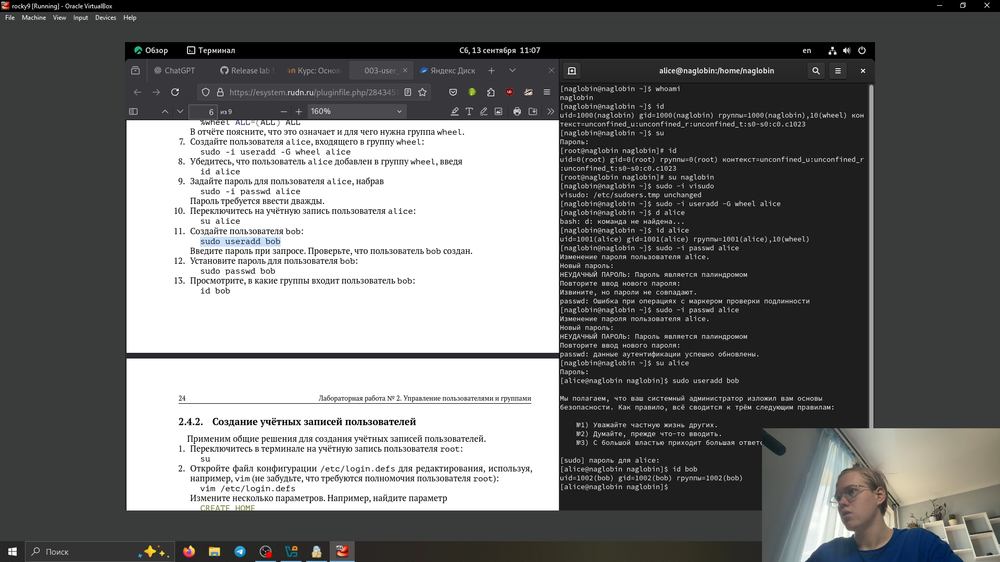 rocky9 [Running] - Oracle VirtualBox
File Machine View Input Devices Help
Обзор Терминал Сб, 13 сентября 11:07 en
ChatGPT Release lab Курс: Основ 003-user_ Яндекс Диск
https://esystem.rudn.ru/pluginfile.php/284345
6 из 9 160%
%wheel ALL=(ALL) ALL
В отчёте поясните, что это означает и для чего нужна группа wheel.
7. Создайте пользователя alice, входящего в группу wheel:
sudo -i useradd -G wheel alice
8. Убедитесь, что пользователь alice добавлен в группу wheel, введя
id alice
9. Задайте пароль для пользователя alice, набрав
sudo -i passwd alice
Пароль требуется ввести дважды.
10. Переключитесь на учётную запись пользователя alice:
su alice
11. Создайте пользователя bob:
sudo useradd bob
Введите пароль при запросе. Проверьте, что пользователь bob создан.
12. Установите пароль для пользователя bob:
sudo passwd bob
13. Просмотрите, в какие группы входит пользователь bob:
id bob
24 Лабораторная работа № 2. Управление пользователями и группами
2.4.2. Создание учётных записей пользователей
Применим общие решения для создания учётных записей пользователей.
1. Переключитесь в терминале на учётную запись пользователя root:
su
2. Откройте файл конфигурации /etc/login.defs для редактирования, используя,
например, vim (не забудьте, что требуются полномочия пользователя root):
vim /etc/login.defs
Измените несколько параметров. Например, найдите параметр
CREATE_HOME
alice@naglobin:/home/naglobin
[naglobin@naglobin ~]$ whoami
naglobin
[naglobin@naglobin ~]$ id
uid=1000(naglobin) gid=1000(naglobin) группы=1000(naglobin),10(wheel) кон
текст=unconfined_u:unconfined_r:unconfined_t:s0-s0:c0.c1023
[naglobin@naglobin ~]$ su
Пароль:
[root@naglobin naglobin]# id
uid=0(root) gid=0(root) группы=0(root) контекст=unconfined_u:unconfined_r
:unconfined_t:s0-s0:c0.c1023
[root@naglobin naglobin]# su naglobin
[naglobin@naglobin ~]$ sudo -i visudo
visudo: /etc/sudoers.tmp unchanged
[naglobin@naglobin ~]$ sudo -i useradd -G wheel alice
[naglobin@naglobin ~]$ d alice
bash: d: команда не найдена...
[naglobin@naglobin ~]$ id alice
uid=1001(alice) gid=1001(alice) группы=1001(alice),10(wheel)
[naglobin@naglobin ~]$ sudo -i passwd alice
Изменение пароля пользователя alice.
Новый пароль:
НЕУДАЧНЫЙ ПАРОЛЬ: Пароль является палиндромом
Повторите ввод нового пароля:
Извините, но пароли не совпадают.
passwd: Ошибка при операциях с маркером проверки подлинности
[naglobin@naglobin ~]$ sudo -i passwd alice
Изменение пароля пользователя alice.
Новый пароль:
НЕУДАЧНЫЙ ПАРОЛЬ: Пароль является палиндромом
Повторите ввод нового пароля:
passwd: данные аутентификации успешно обновлены.
[naglobin@naglobin ~]$ su alice
Пароль:
[alice@naglobin naglobin]$ sudo useradd bob
Мы полагаем, что ваш системный администратор изложил вам основы
безопасности. Как правило, всё сводится к трём следующим правилам:
№1) Уважайте частную жизнь других.
№2) Думайте, прежде что-то вводить.
№3) С большой властью приходит большая ответс
[sudo] пароль для alice:
[alice@naglobin naglobin]$ id bob
uid=1002(bob) gid=1002(bob) группы=1002(bob)
[alice@naglobin naglobin]$
Поиск